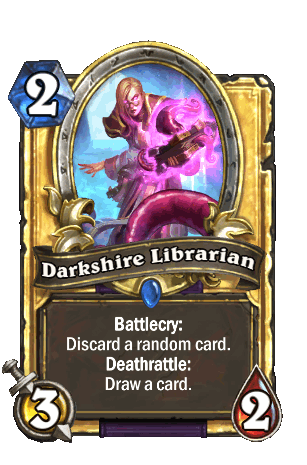 2
Darkshire Librarian
Battlecry:
Discard a random card.
Deathrattle:
Draw a card.
3 2